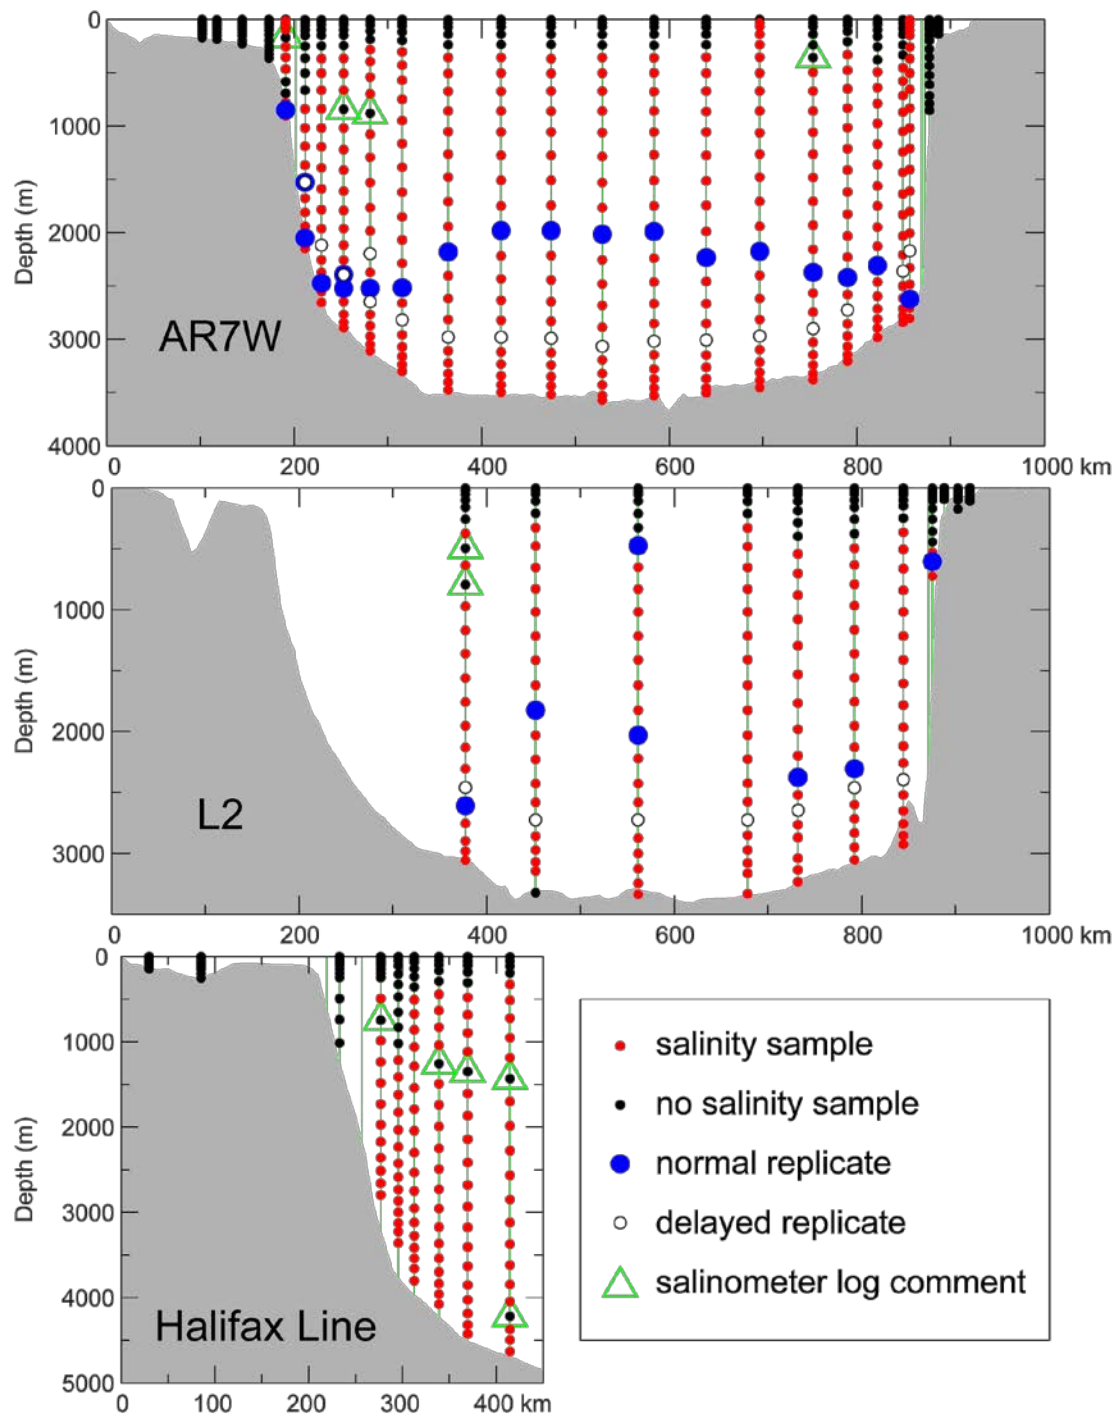 0
1000
2000
3000
4000
Depth (m)
AR7W
0 200 400 600 800 1000 km
0
1000
2000
3000
Depth (m)
L2
0 200 400 600 800 1000 km
0
1000
2000
3000
4000
5000
Depth (m)
Halifax Line
0 100 200 300 400 km
salinity sample
no salinity sample
normal replicate
delayed replicate
salinometer log comment